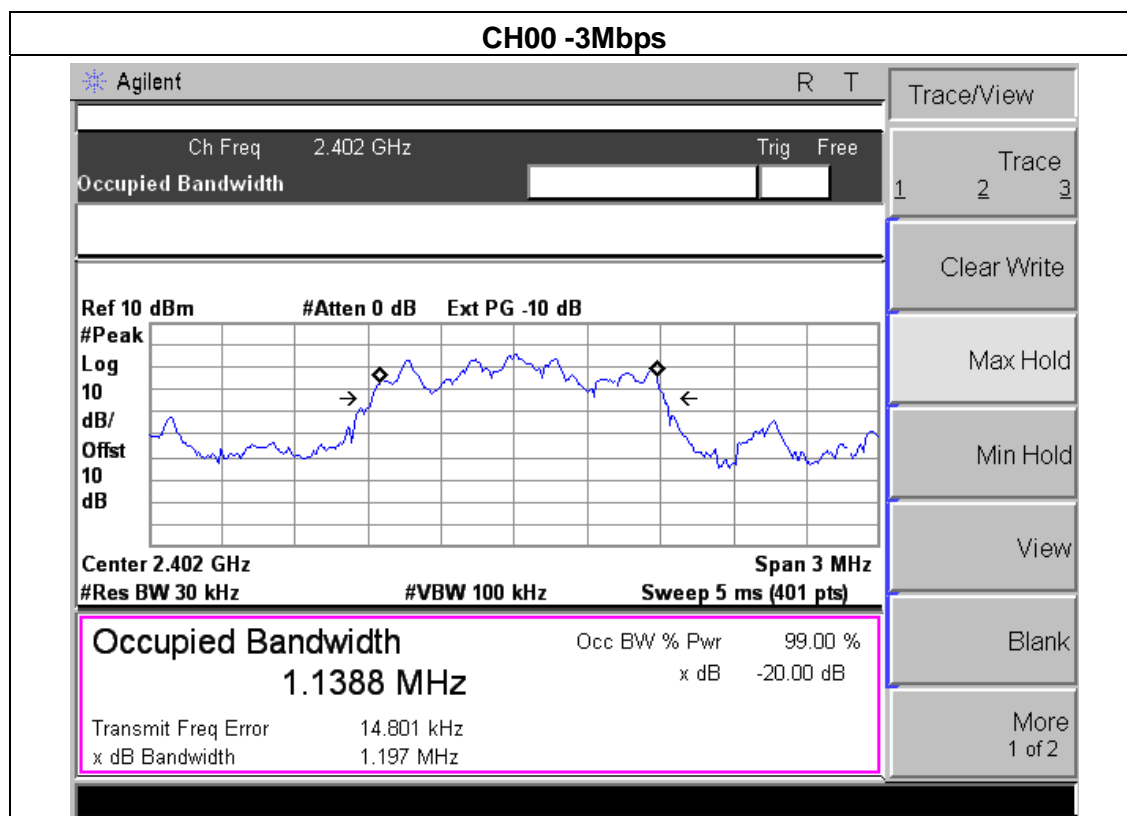 CH00 -3Mbps
Agilent R T
Ch Freq 2.402 GHz Trig Free
Occupied Bandwidth
Ref 10 dBm #Atten 0 dB Ext PG -10 dB
#Peak
Log
10
dB/
Offst
10
dB
Center 2.402 GHz Span 3 MHz
#Res BW 30 kHz #VBW 100 kHz Sweep 5 ms (401 pts)
Occupied Bandwidth
1.1388 MHz
Occ BW % Pwr 99.00 %
x dB -20.00 dB
Transmit Freq Error 14.801 kHz
x dB Bandwidth 1.197 MHz
Trace/View
Trace
1 2 3
Clear Write
Max Hold
Min Hold
View
Blank
More
1 of 2